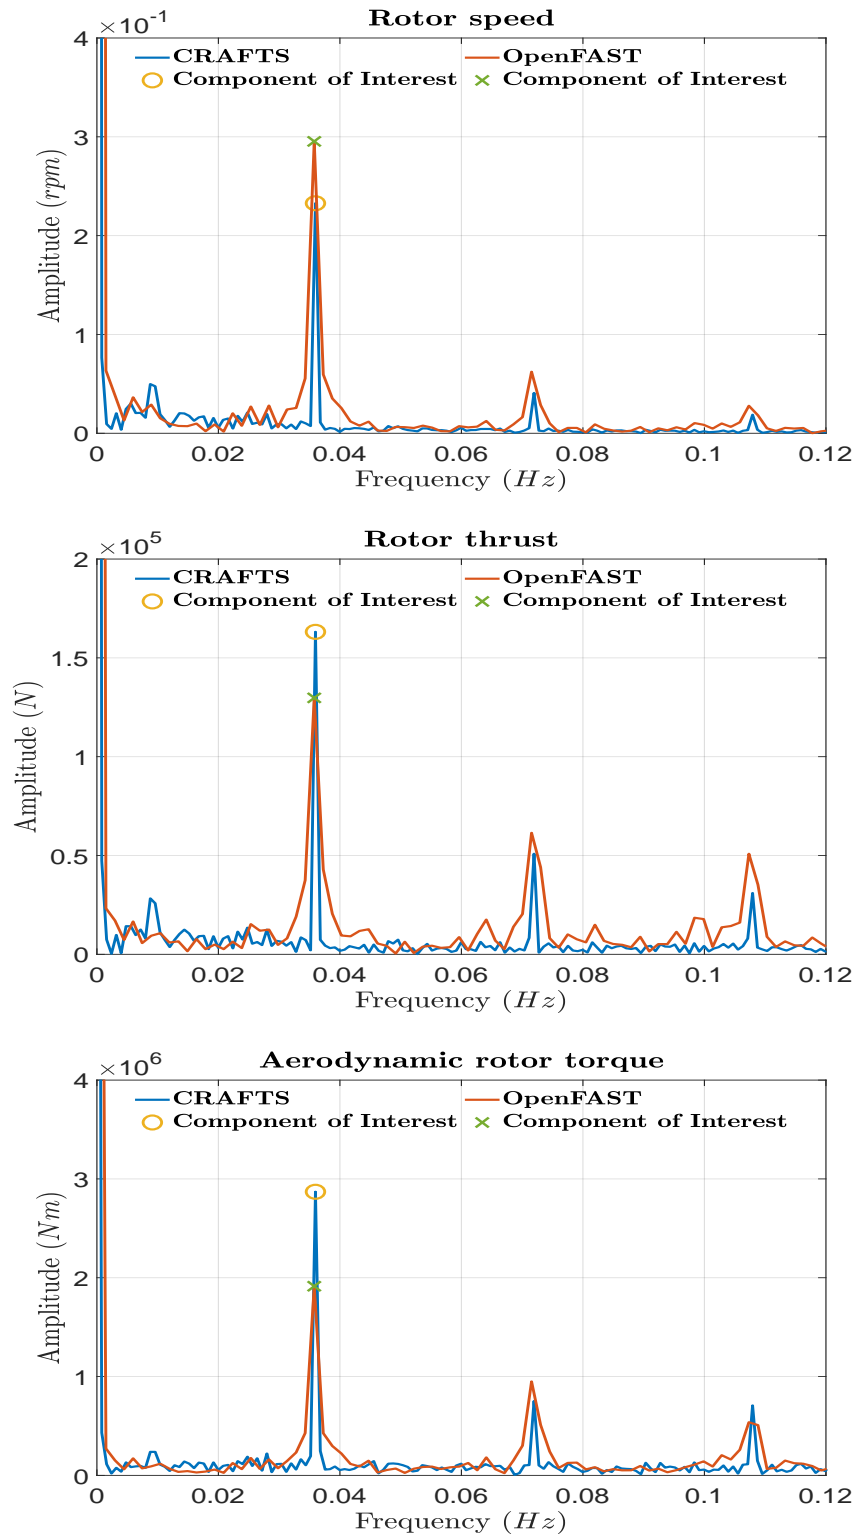 ×10⁻¹ Rotor speed
CRAFTS OpenFAST
Component of Interest Component of Interest
4
3
2
1
0
Amplitude (rpm)
0 0.02 0.04 0.06 0.08 0.1 0.12
Frequency (Hz)
×10⁵ Rotor thrust
CRAFTS OpenFAST
Component of Interest Component of Interest
2
1.5
1
0.5
0
Amplitude (N)
0 0.02 0.04 0.06 0.08 0.1 0.12
Frequency (Hz)
×10⁶ Aerodynamic rotor torque
CRAFTS OpenFAST
Component of Interest Component of Interest
4
3
2
1
0
Amplitude (Nm)
0 0.02 0.04 0.06 0.08 0.1 0.12
Frequency (Hz)